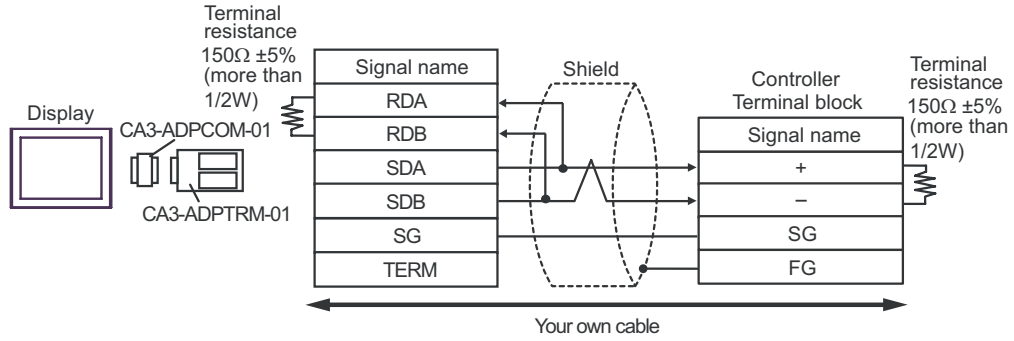 Terminal
resistance
150Ω ±5%
(more than
1/2W)
Display
CA3-ADPCOM-01
CA3-ADPTRM-01
Signal name
RDA
RDB
SDA
SDB
SG
TERM
Shield
Controller
Terminal block
Signal name
+
–
SG
FG
Terminal
resistance
150Ω ±5%
(more than
1/2W)
Your own cable